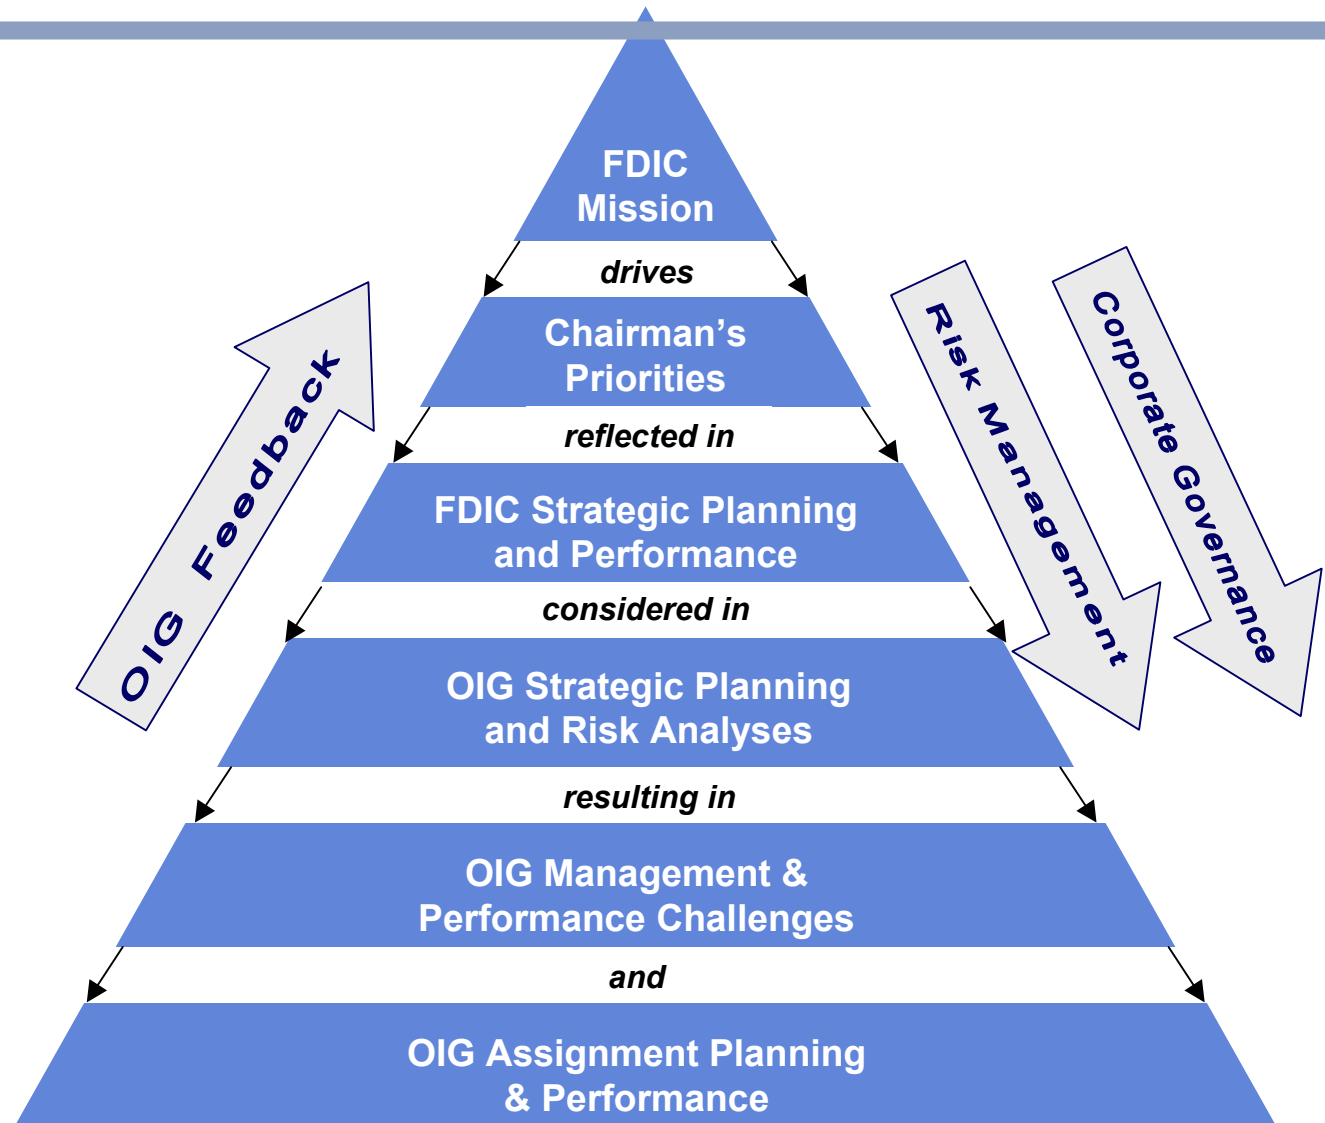 FDIC
Mission
drives
Chairman's
Priorities
reflected in
FDIC Strategic Planning
and Performance
considered in
OIG Strategic Planning
and Risk Analyses
resulting in
OIG Management &
Performance Challenges
and
OIG Assignment Planning
& Performance
OIG Feedback
Risk Management
Corporate Governance